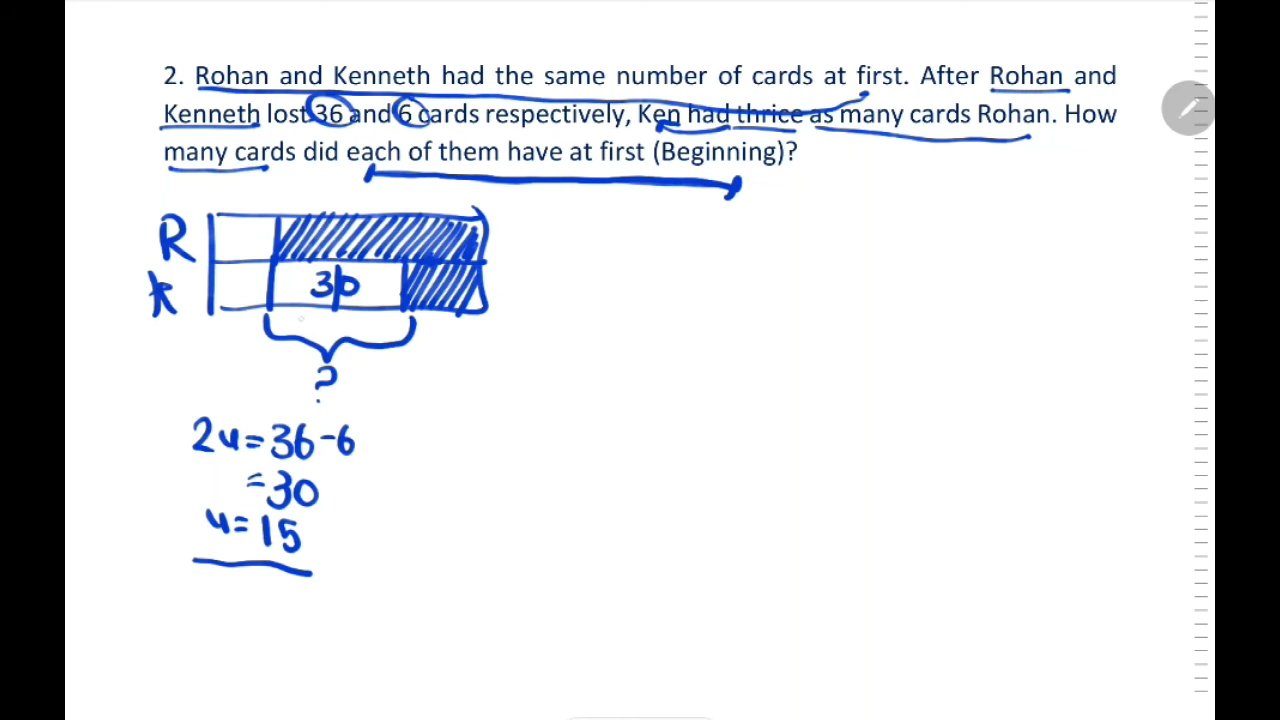 2. Rohan and Kenneth had the same number of cards at first. After Rohan and
Kenneth lost 36 and 6 cards respectively, Ken had thrice as many cards Rohan. How
many cards did each of them have at first (Beginning)?
R
K
30
?
2u=36-6
=30
u=15